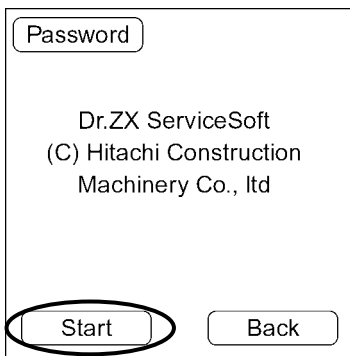 Password
Dr.ZX ServiceSoft
(C) Hitachi Construction
Machinery Co., ltd
Start
Back